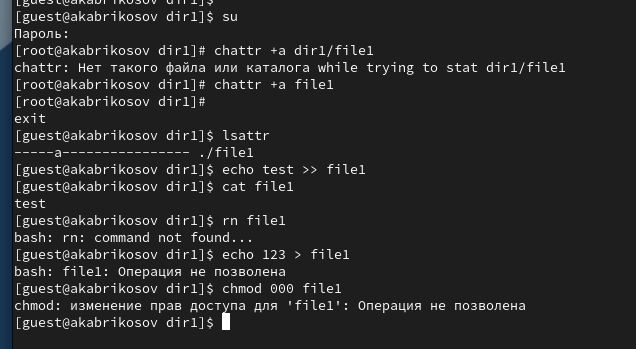 [guest@akabrikosov dir1]$
[guest@akabrikosov dir1]$ su
Пароль:
[root@akabrikosov dir1]# chattr +a dir1/file1
chattr: Нет такого файла или каталога while trying to stat dir1/file1
[root@akabrikosov dir1]# chattr +a file1
[root@akabrikosov dir1]#
exit
[guest@akabrikosov dir1]$ lsattr
-----a---------------- ./file1
[guest@akabrikosov dir1]$ echo test >> file1
[guest@akabrikosov dir1]$ cat file1
test
[guest@akabrikosov dir1]$ rn file1
bash: rn: command not found...
[guest@akabrikosov dir1]$ echo 123 > file1
bash: file1: Операция не позволена
[guest@akabrikosov dir1]$ chmod 000 file1
chmod: изменение прав доступа для 'file1': Операция не позволена
[guest@akabrikosov dir1]$